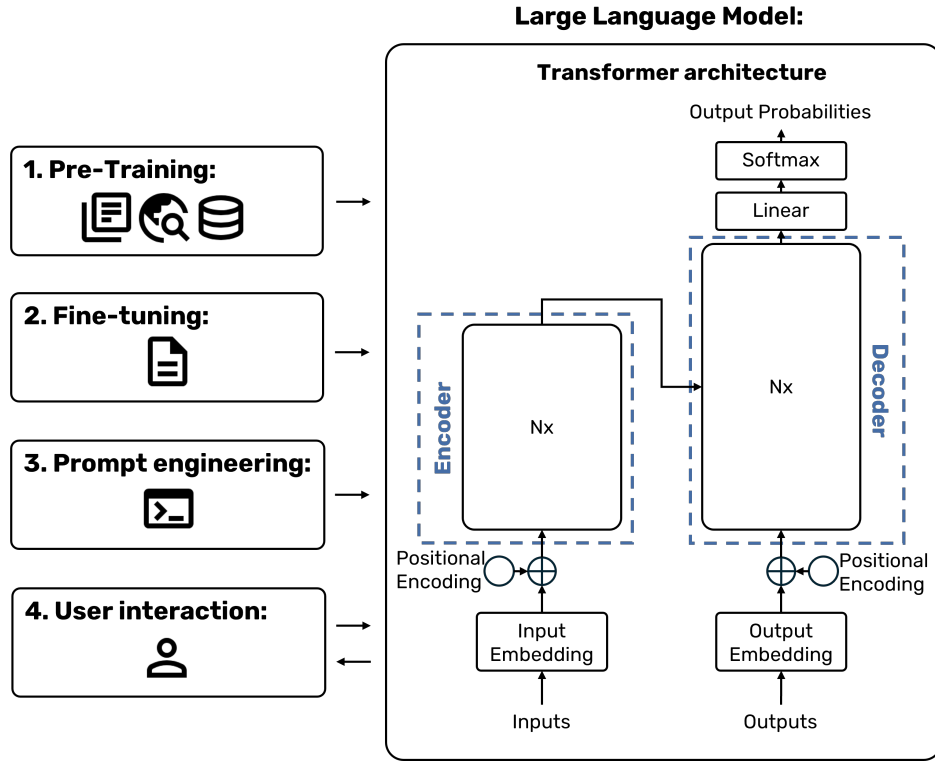 Large Language Model:
Transformer architecture
1. Pre-Training:
2. Fine-tuning:
3. Prompt engineering:
4. User interaction:
Output Probabilities
Softmax
Linear
Encoder
Nx
Decoder
Nx
Positional
Encoding
Positional
Encoding
Input
Embedding
Output
Embedding
Inputs
Outputs